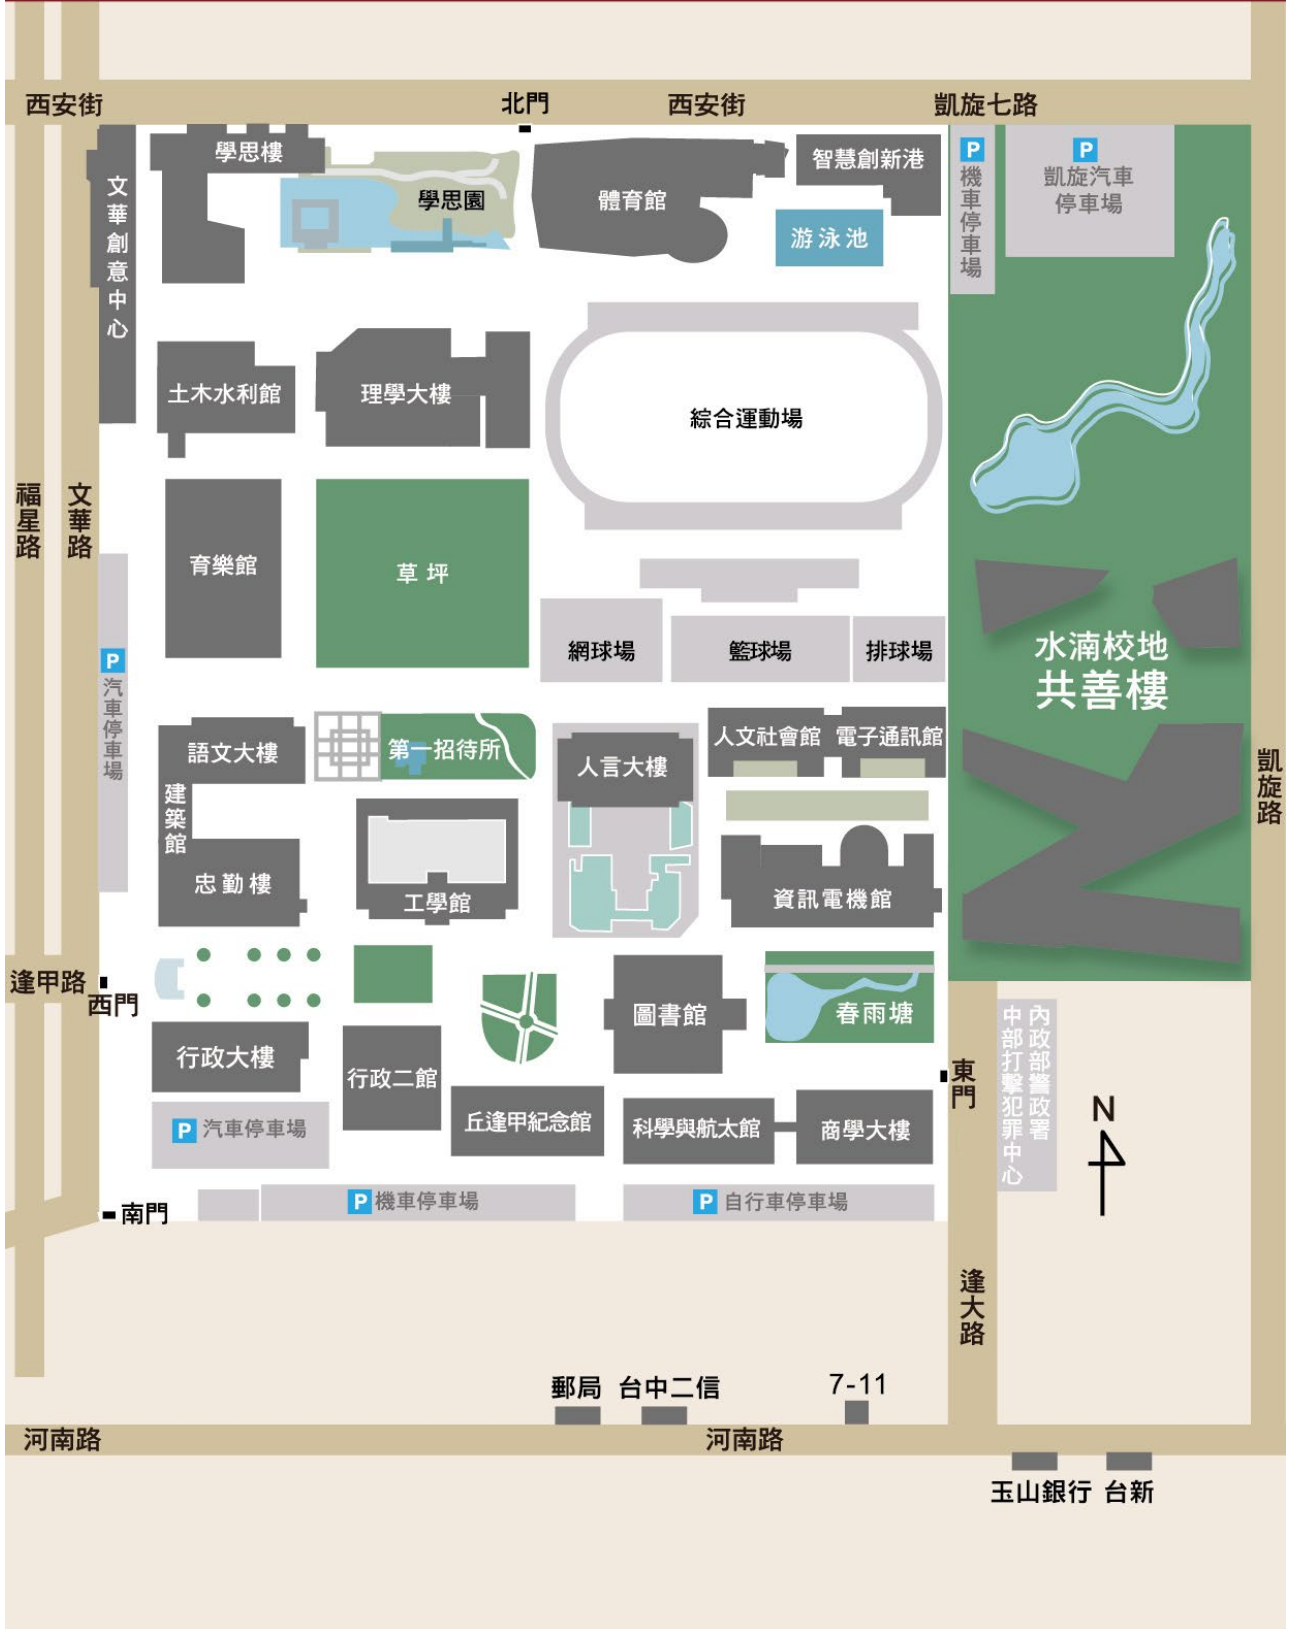 西安街
北門
西安街
凱旋七路
文華創意中心
學思樓
學思園
體育館
智慧創新港
游泳池
P
機車停車場
P
凱旋汽車
停車場
土木水利館
理學大樓
綜合運動場
福星路
文華路
育樂館
草坪
網球場
籃球場
排球場
水湳校地
共善樓
P
汽車停車場
語文大樓
建築館
忠勤樓
第一招待所
工學館
人言大樓
人文社會館
電子通訊館
資訊電機館
凱旋路
逢甲路
西門
行政大樓
行政二館
圖書館
春雨塘
東門
內政部警政署
中部打擊犯罪中心
N
P 汽車停車場
丘逢甲紀念館
科學與航太館
商學大樓
南門
P 機車停車場
P 自行車停車場
逢大路
郵局
台中二信
7-11
河南路
河南路
玉山銀行
台新